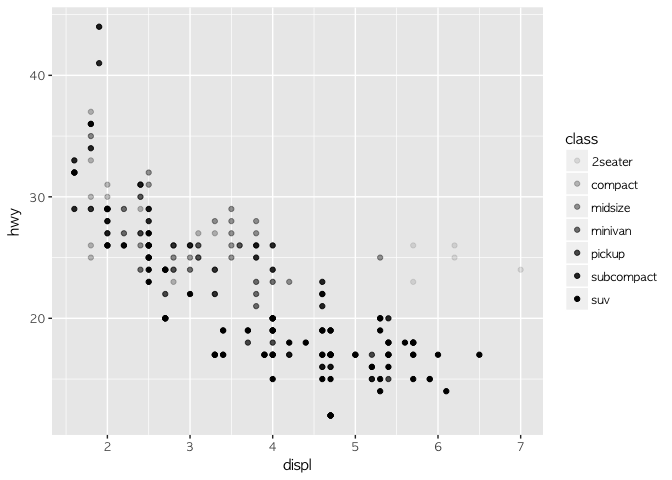 hwy
40
30
20
2
3
4
5
6
7
displ
class
2seater
compact
midsize
minivan
pickup
subcompact
suv